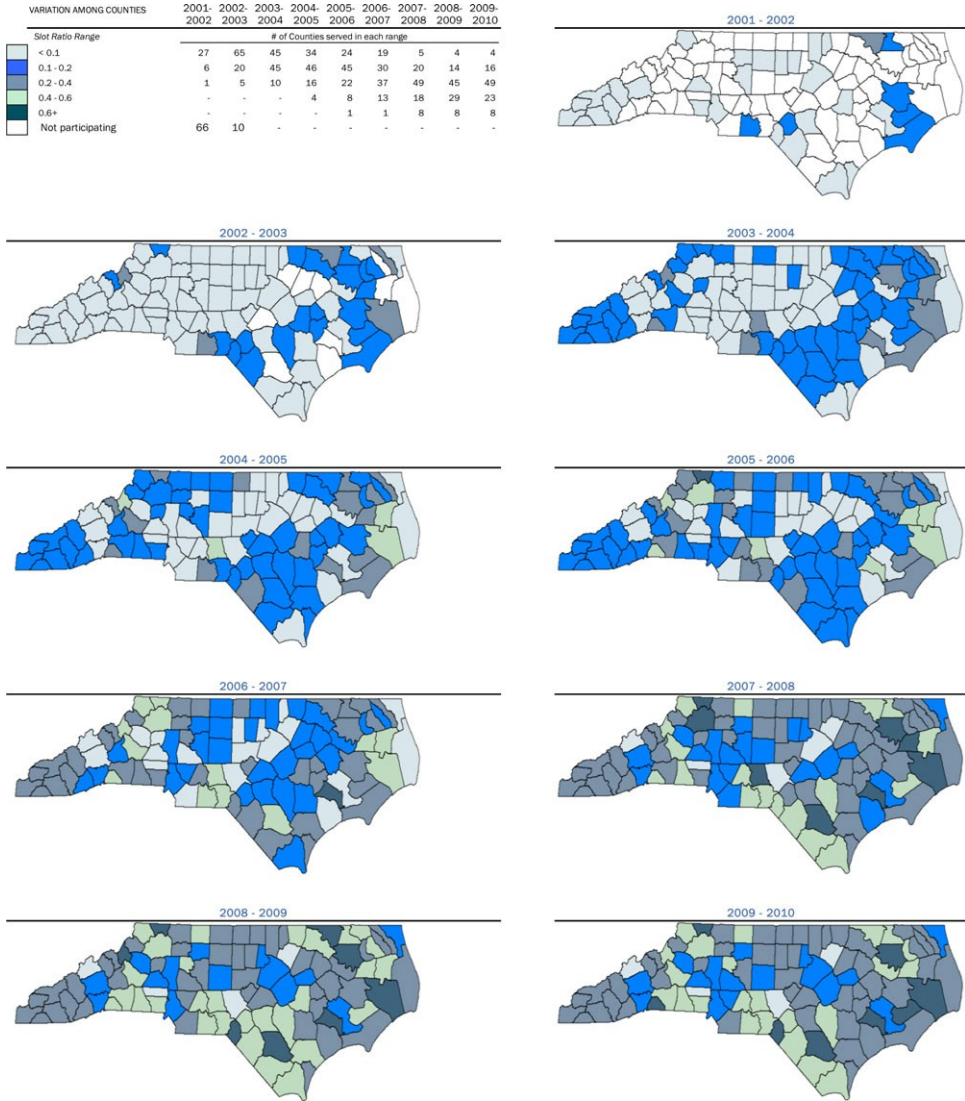 VARIATION AMONG COUNTIES 2001- 2002- 2003- 2004- 2005- 2006- 2007- 2008- 2009-
2002 2003 2004 2005 2006 2007 2008 2009 2010
Slot Ratio Range # of Counties served in each range
< 0.1 27 65 45 34 24 19 5 4 4
0.1 - 0.2 6 20 45 46 45 30 20 14 16
0.2 - 0.4 1 5 10 16 22 37 49 45 49
0.4 - 0.6 - - - 4 8 13 18 29 23
0.6+ - - - - 1 1 8 8 8
Not participating 66 10 - - - - - - -
2001 - 2002
2002 - 2003
2003 - 2004
2004 - 2005
2005 - 2006
2006 - 2007
2007 - 2008
2008 - 2009
2009 - 2010